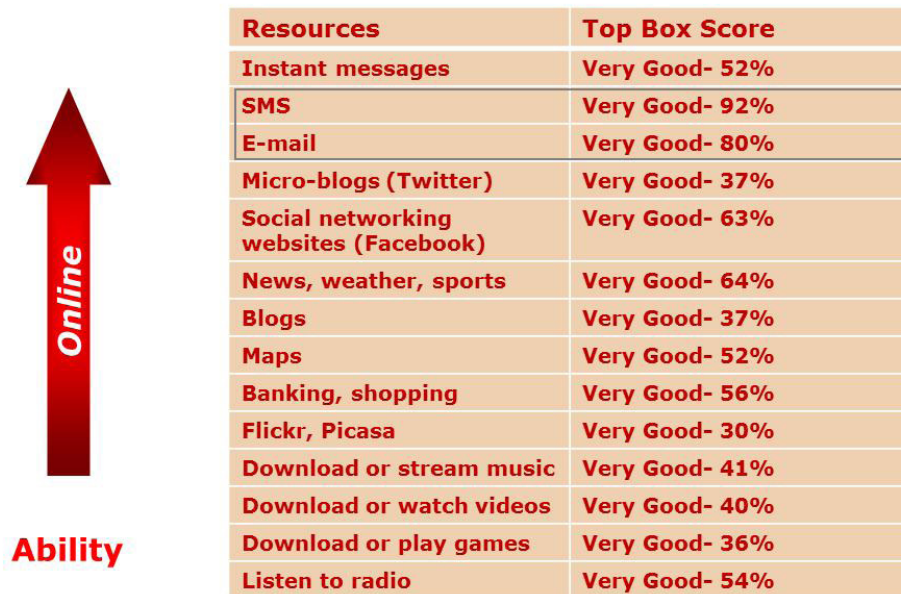 Resources Top Box Score
Instant messages Very Good- 52%
SMS Very Good- 92%
E-mail Very Good- 80%
Micro-blogs (Twitter) Very Good- 37%
Social networking Very Good- 63%
websites (Facebook)
News, weather, sports Very Good- 64%
Blogs Very Good- 37%
Maps Very Good- 52%
Banking, shopping Very Good- 56%
Flickr, Picasa Very Good- 30%
Download or stream music Very Good- 41%
Download or watch videos Very Good- 40%
Download or play games Very Good- 36%
Listen to radio Very Good- 54%
Online
Ability